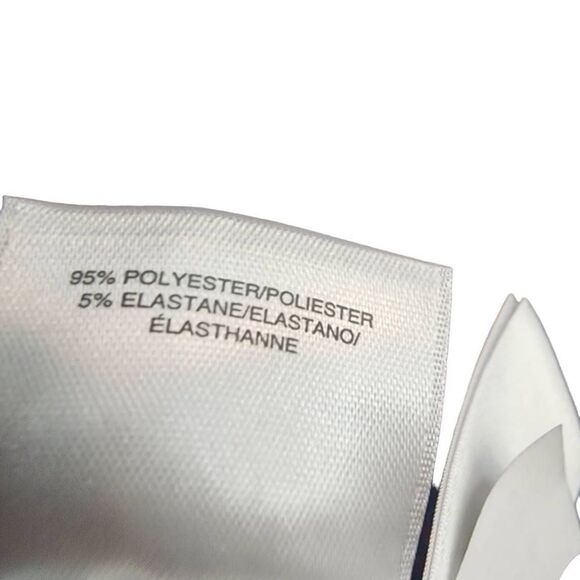 95% POLYESTER/POLIESTER
5% ELASTANE/ELASTANO/
ÉLASTHANNE